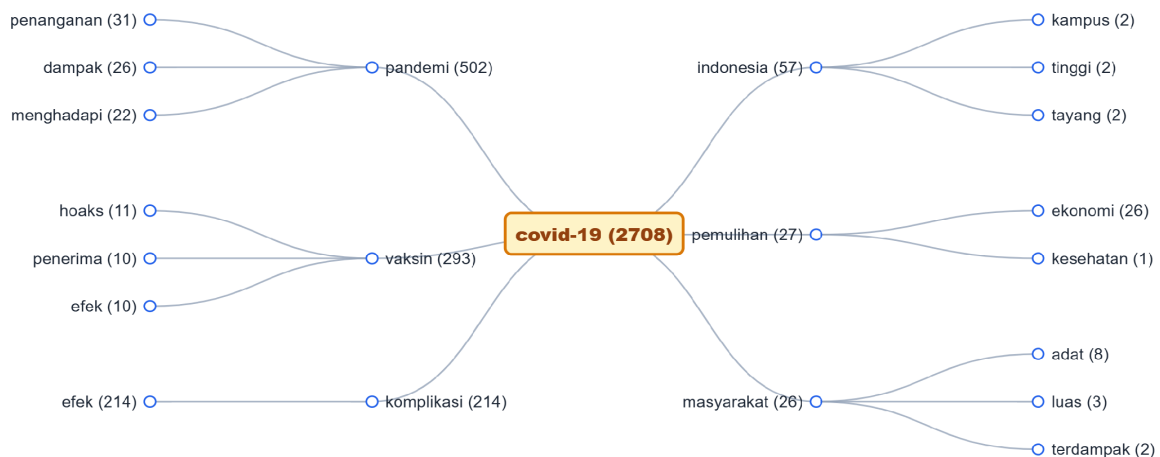 penanganan (31)
dampak (26)
menghadapi (22)
pandemi (502)
hoaks (11)
penerima (10)
efek (10)
vaksin (293)
efek (214)
komplikasi (214)
covid-19 (2708)
indonesia (57)
kampus (2)
tinggi (2)
tayang (2)
pemulihan (27)
ekonomi (26)
kesehatan (1)
masyarakat (26)
adat (8)
luas (3)
terdampak (2)